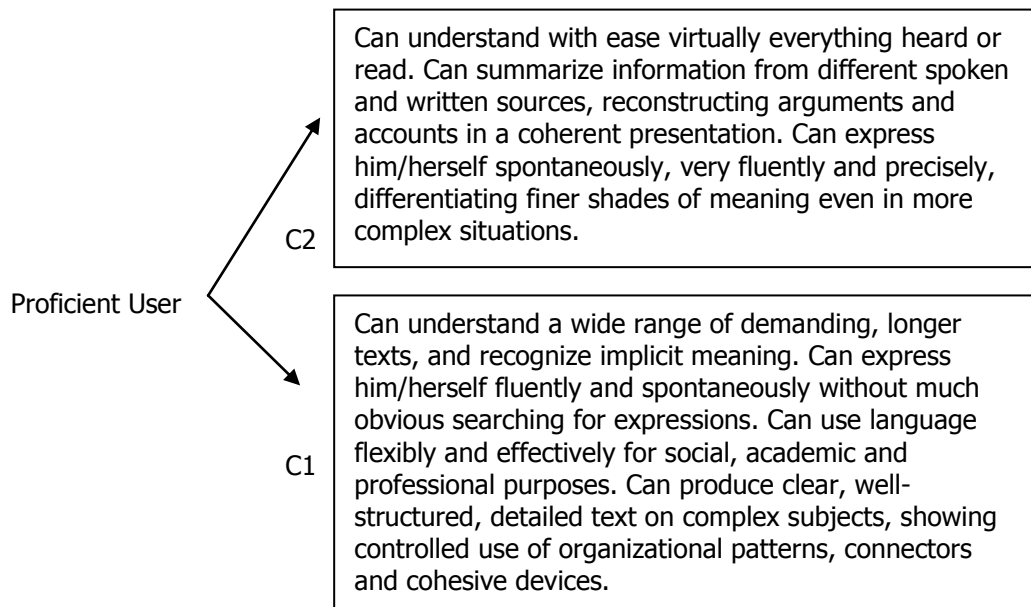 Can understand with ease virtually everything heard or
read. Can summarize information from different spoken
and written sources, reconstructing arguments and
accounts in a coherent presentation. Can express
him/herself spontaneously, very fluently and precisely,
differentiating finer shades of meaning even in more
complex situations.
C2
Proficient User
Can understand a wide range of demanding, longer
texts, and recognize implicit meaning. Can express
him/herself fluently and spontaneously without much
obvious searching for expressions. Can use language
flexibly and effectively for social, academic and
professional purposes. Can produce clear, well-
structured, detailed text on complex subjects, showing
controlled use of organizational patterns, connectors
and cohesive devices.
C1